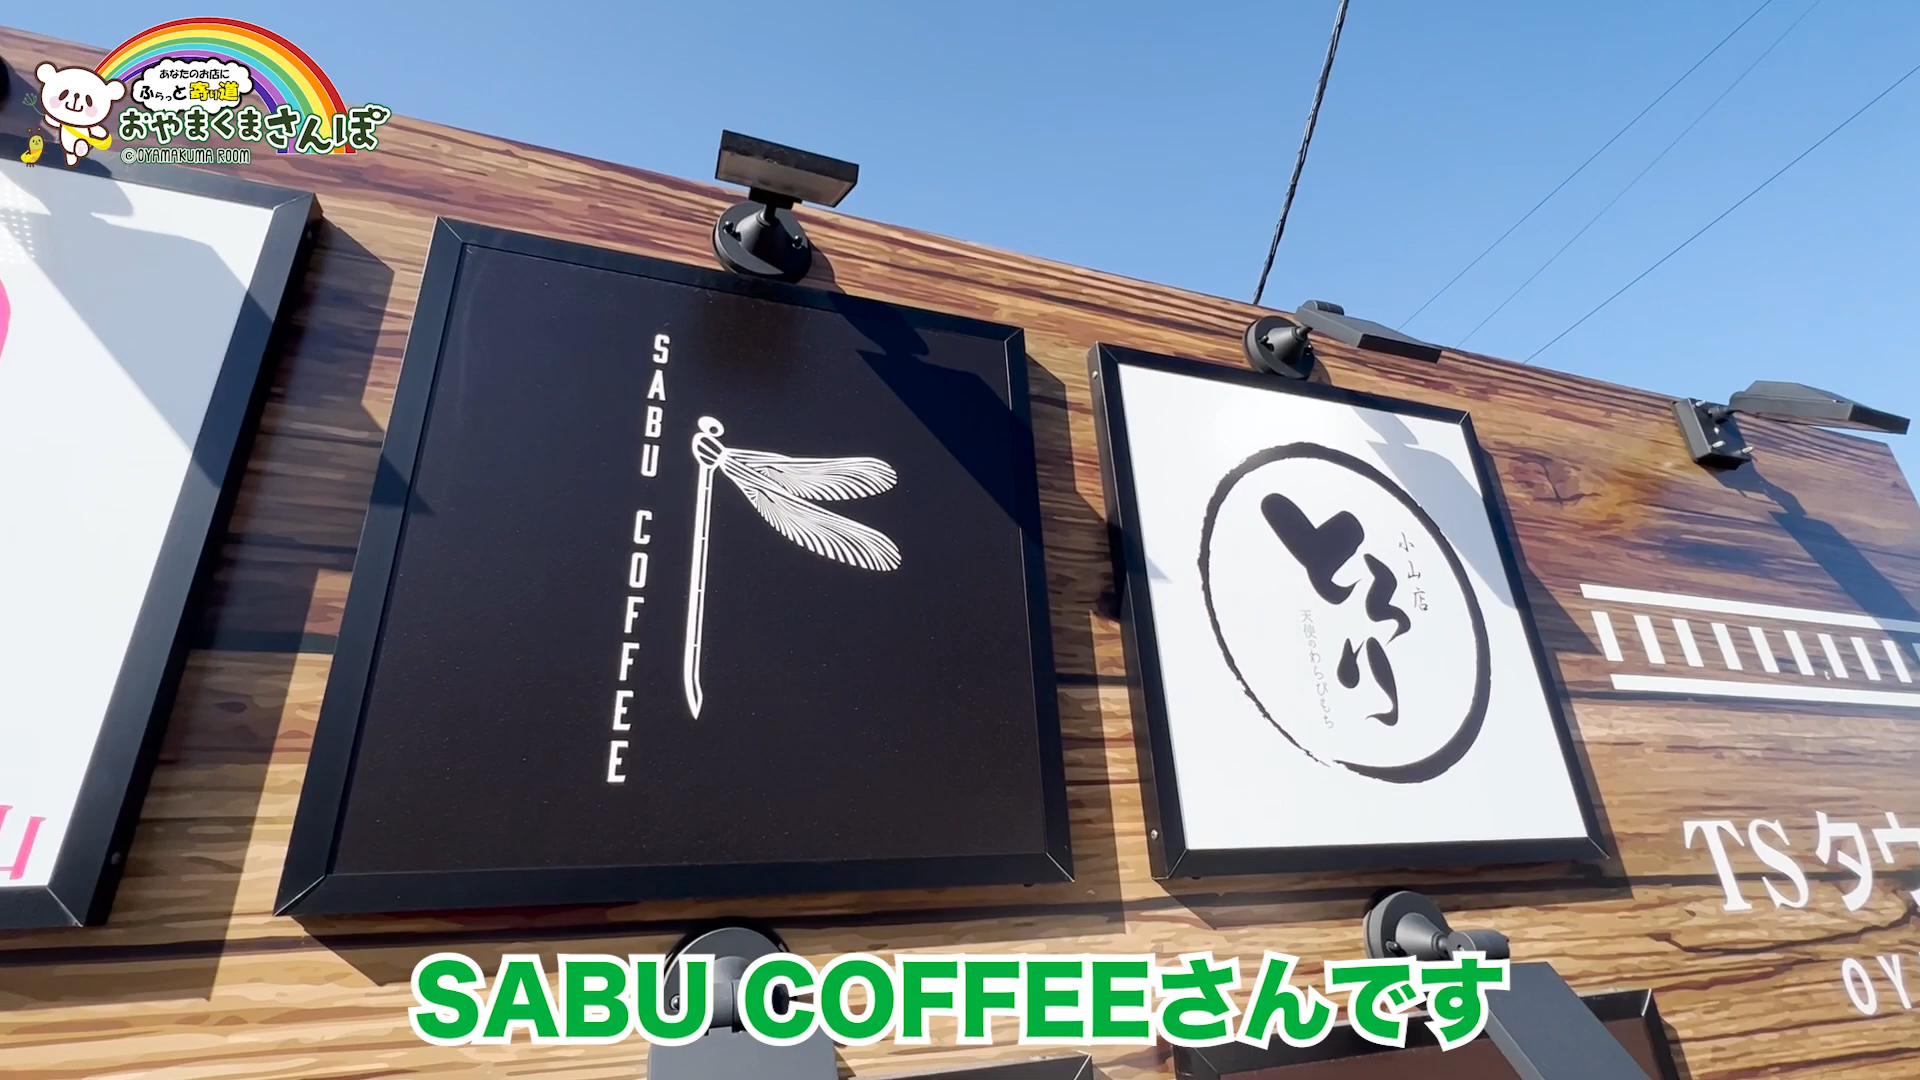 あなたのお店に
ふらっと寄り道
おやまくまさんぽ
© OYAMAKUMA ROOM
SABU COFFEE
とろり
小山店
天使のわらびもち
TSタウ
OY
SABU COFFEEさんです